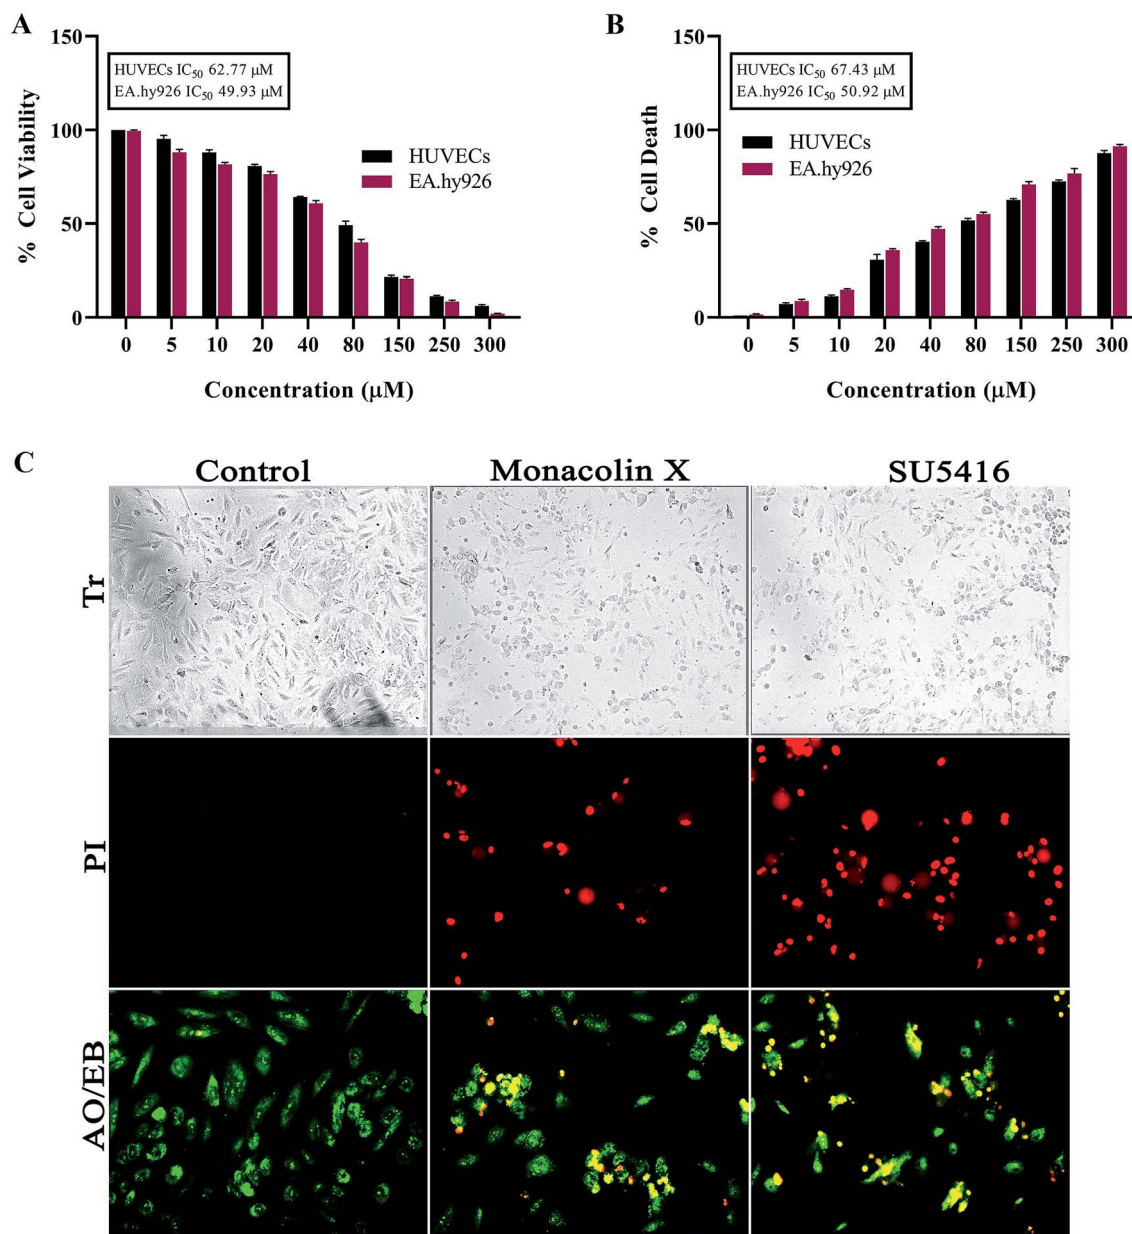 A
150
100
50
0
% Cell Viability
HUVECs IC₅₀ 62.77 μM
EA.hy926 IC₅₀ 49.93 μM
HUVECs
EA.hy926
0 5 10 20 40 80 150 250 300
Concentration (μM)
B
150
100
50
0
% Cell Death
HUVECs IC₅₀ 67.43 μM
EA.hy926 IC₅₀ 50.92 μM
HUVECs
EA.hy926
0 5 10 20 40 80 150 250 300
Concentration (μM)
C
Control Monacolin X SU5416
Tr
PI
AO/EB